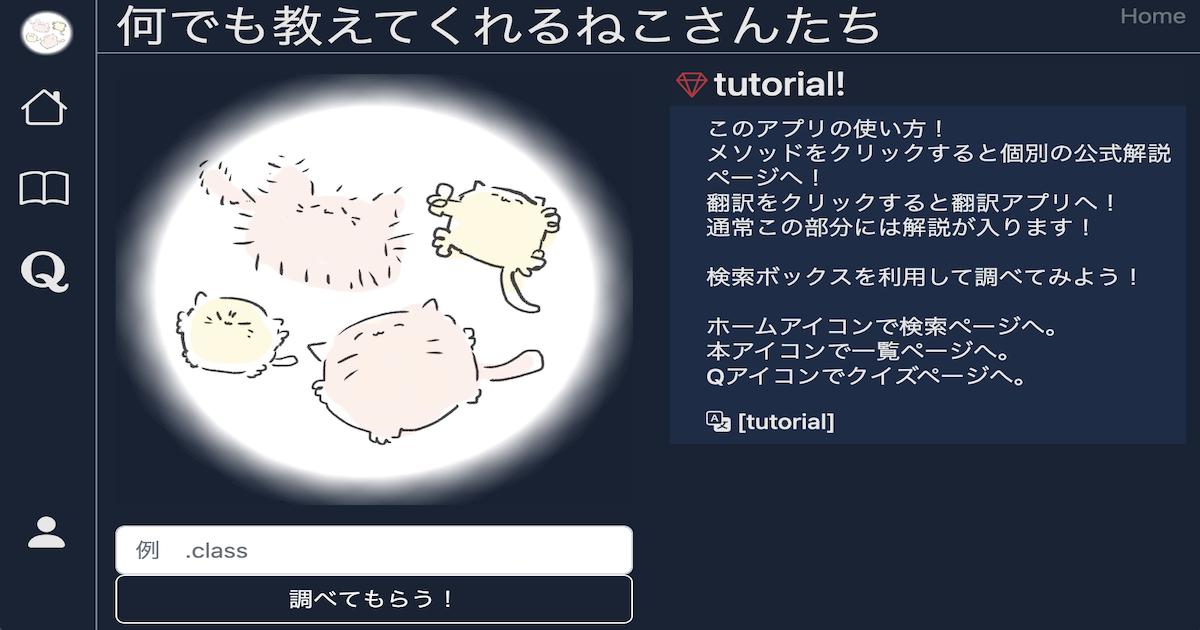 何でも教えてくれるねこさんたち
Home
tutorial!
このアプリの使い方！
メソッドをクリックすると個別の公式解説
ページへ！
翻訳をクリックすると翻訳アプリへ！
通常この部分には解説が入ります！
検索ボックスを利用して調べてみよう！
ホームアイコンで検索ページへ。
本アイコンで一覧ページへ。
Qアイコンでクイズページへ。
[tutorial]
Q
例 .class
調べてもらう！